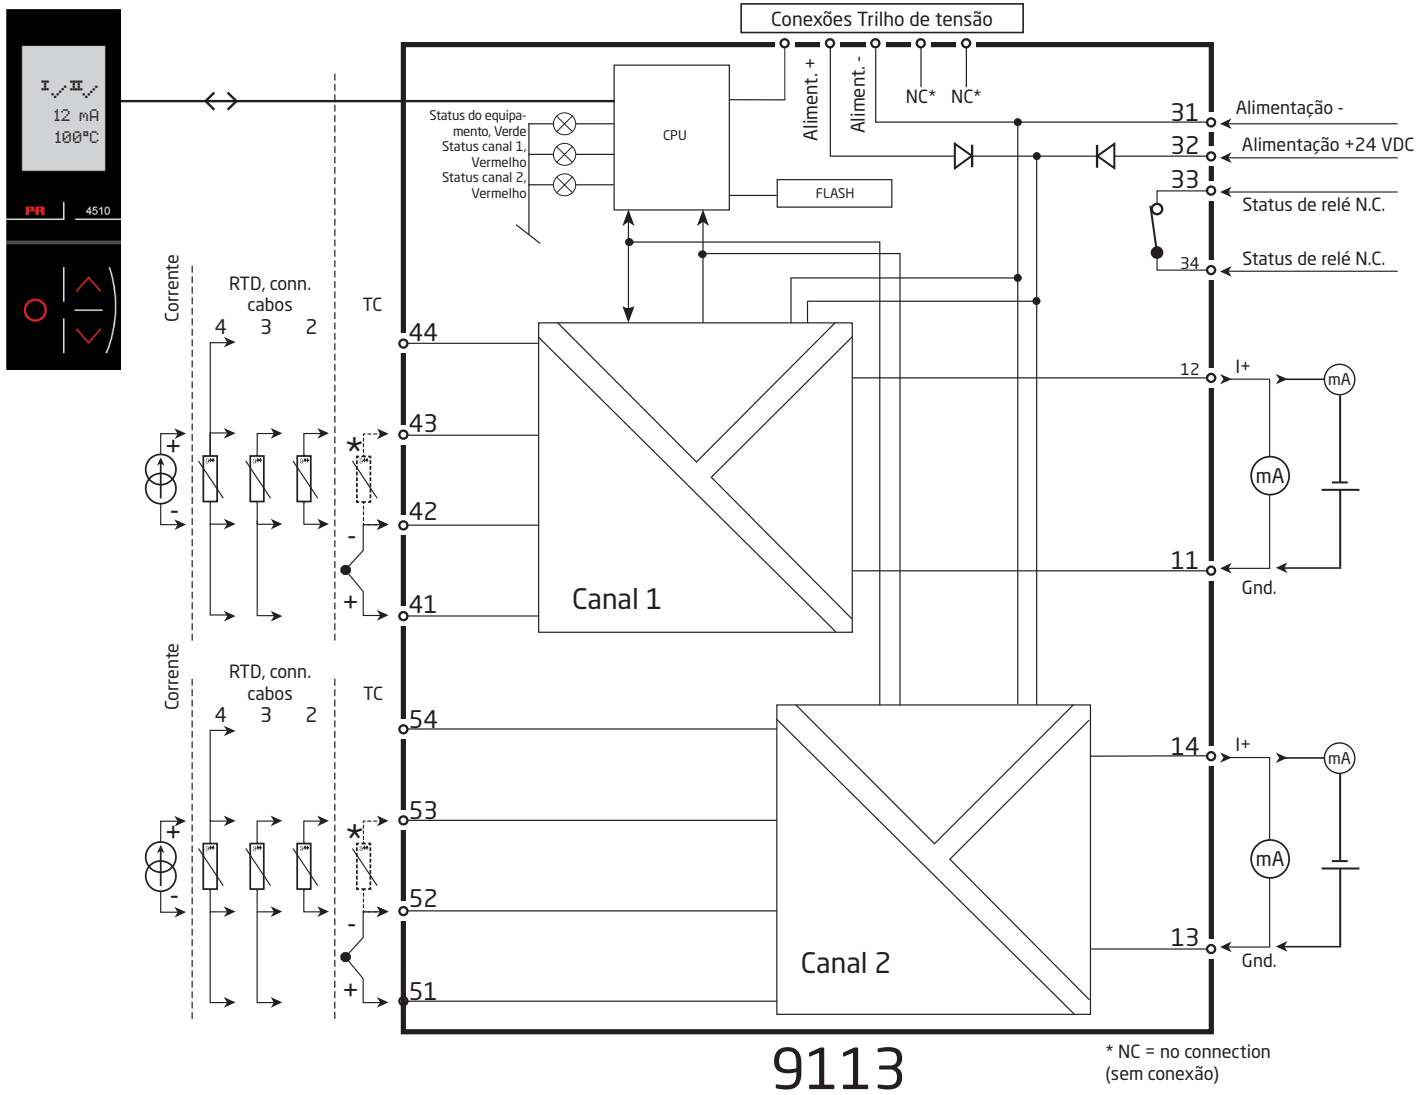 Conexões Trilho de tensão
I II
12 mA
100°C
PR 4510
Aliment. +
Aliment. -
NC* NC*
CPU
FLASH
Status do equipa-
mento, Verde
Status canal 1,
Vermelho
Status canal 2,
Vermelho
31 Alimentação -
32 Alimentação +24 VDC
33
Status de relé N.C.
34 Status de relé N.C.
Corrente
RTD, conn.
cabos
4 3 2
TC
44
43
42
41
+
-
*
-
+
Canal 1
12 I+
mA
mA
11
Gnd.
Corrente
RTD, conn.
cabos
4 3 2
TC
54
53
52
51
+
-
*
-
+
Canal 2
14 I+
mA
mA
13
Gnd.
9113
* NC = no connection
(sem conexão)